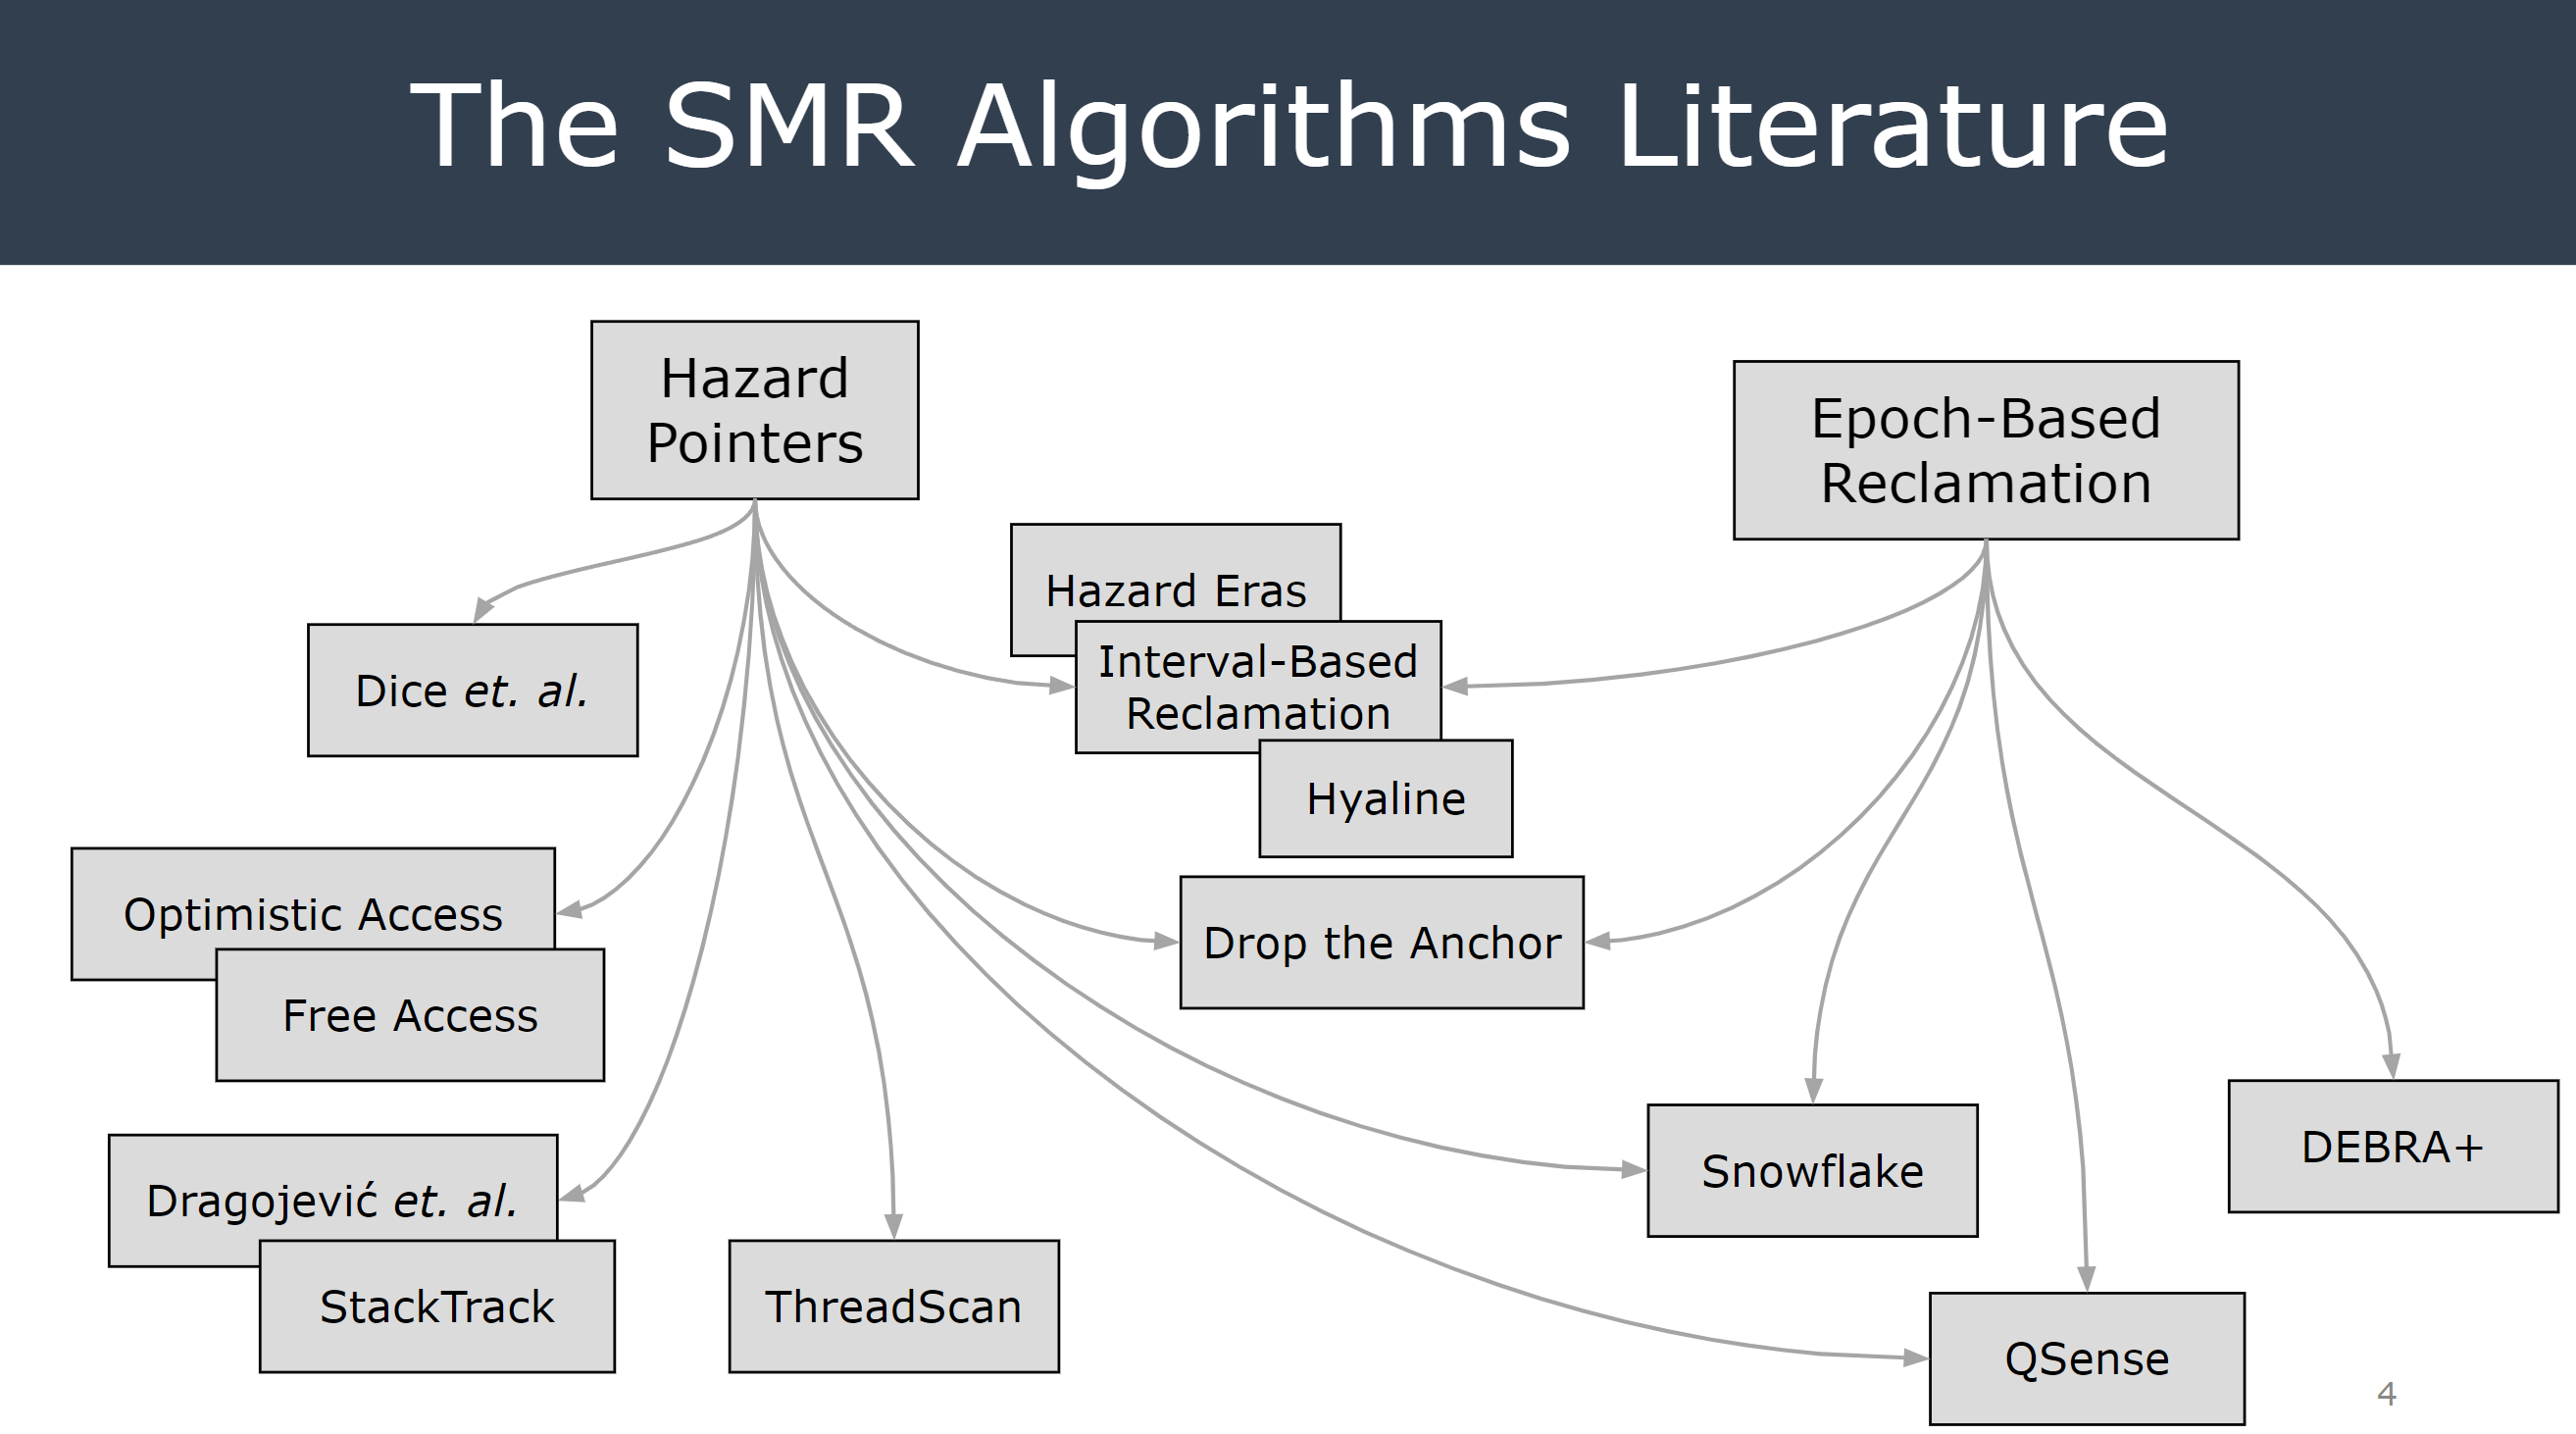 The SMR Algorithms Literature
Hazard
Pointers
Epoch-Based
Reclamation
Hazard Eras
Interval-Based
Reclamation
Hyaline
Dice et. al.
Optimistic Access
Free Access
Drop the Anchor
Dragojević et. al.
StackTrack
ThreadScan
Snowflake
DEBRA+
QSense
4